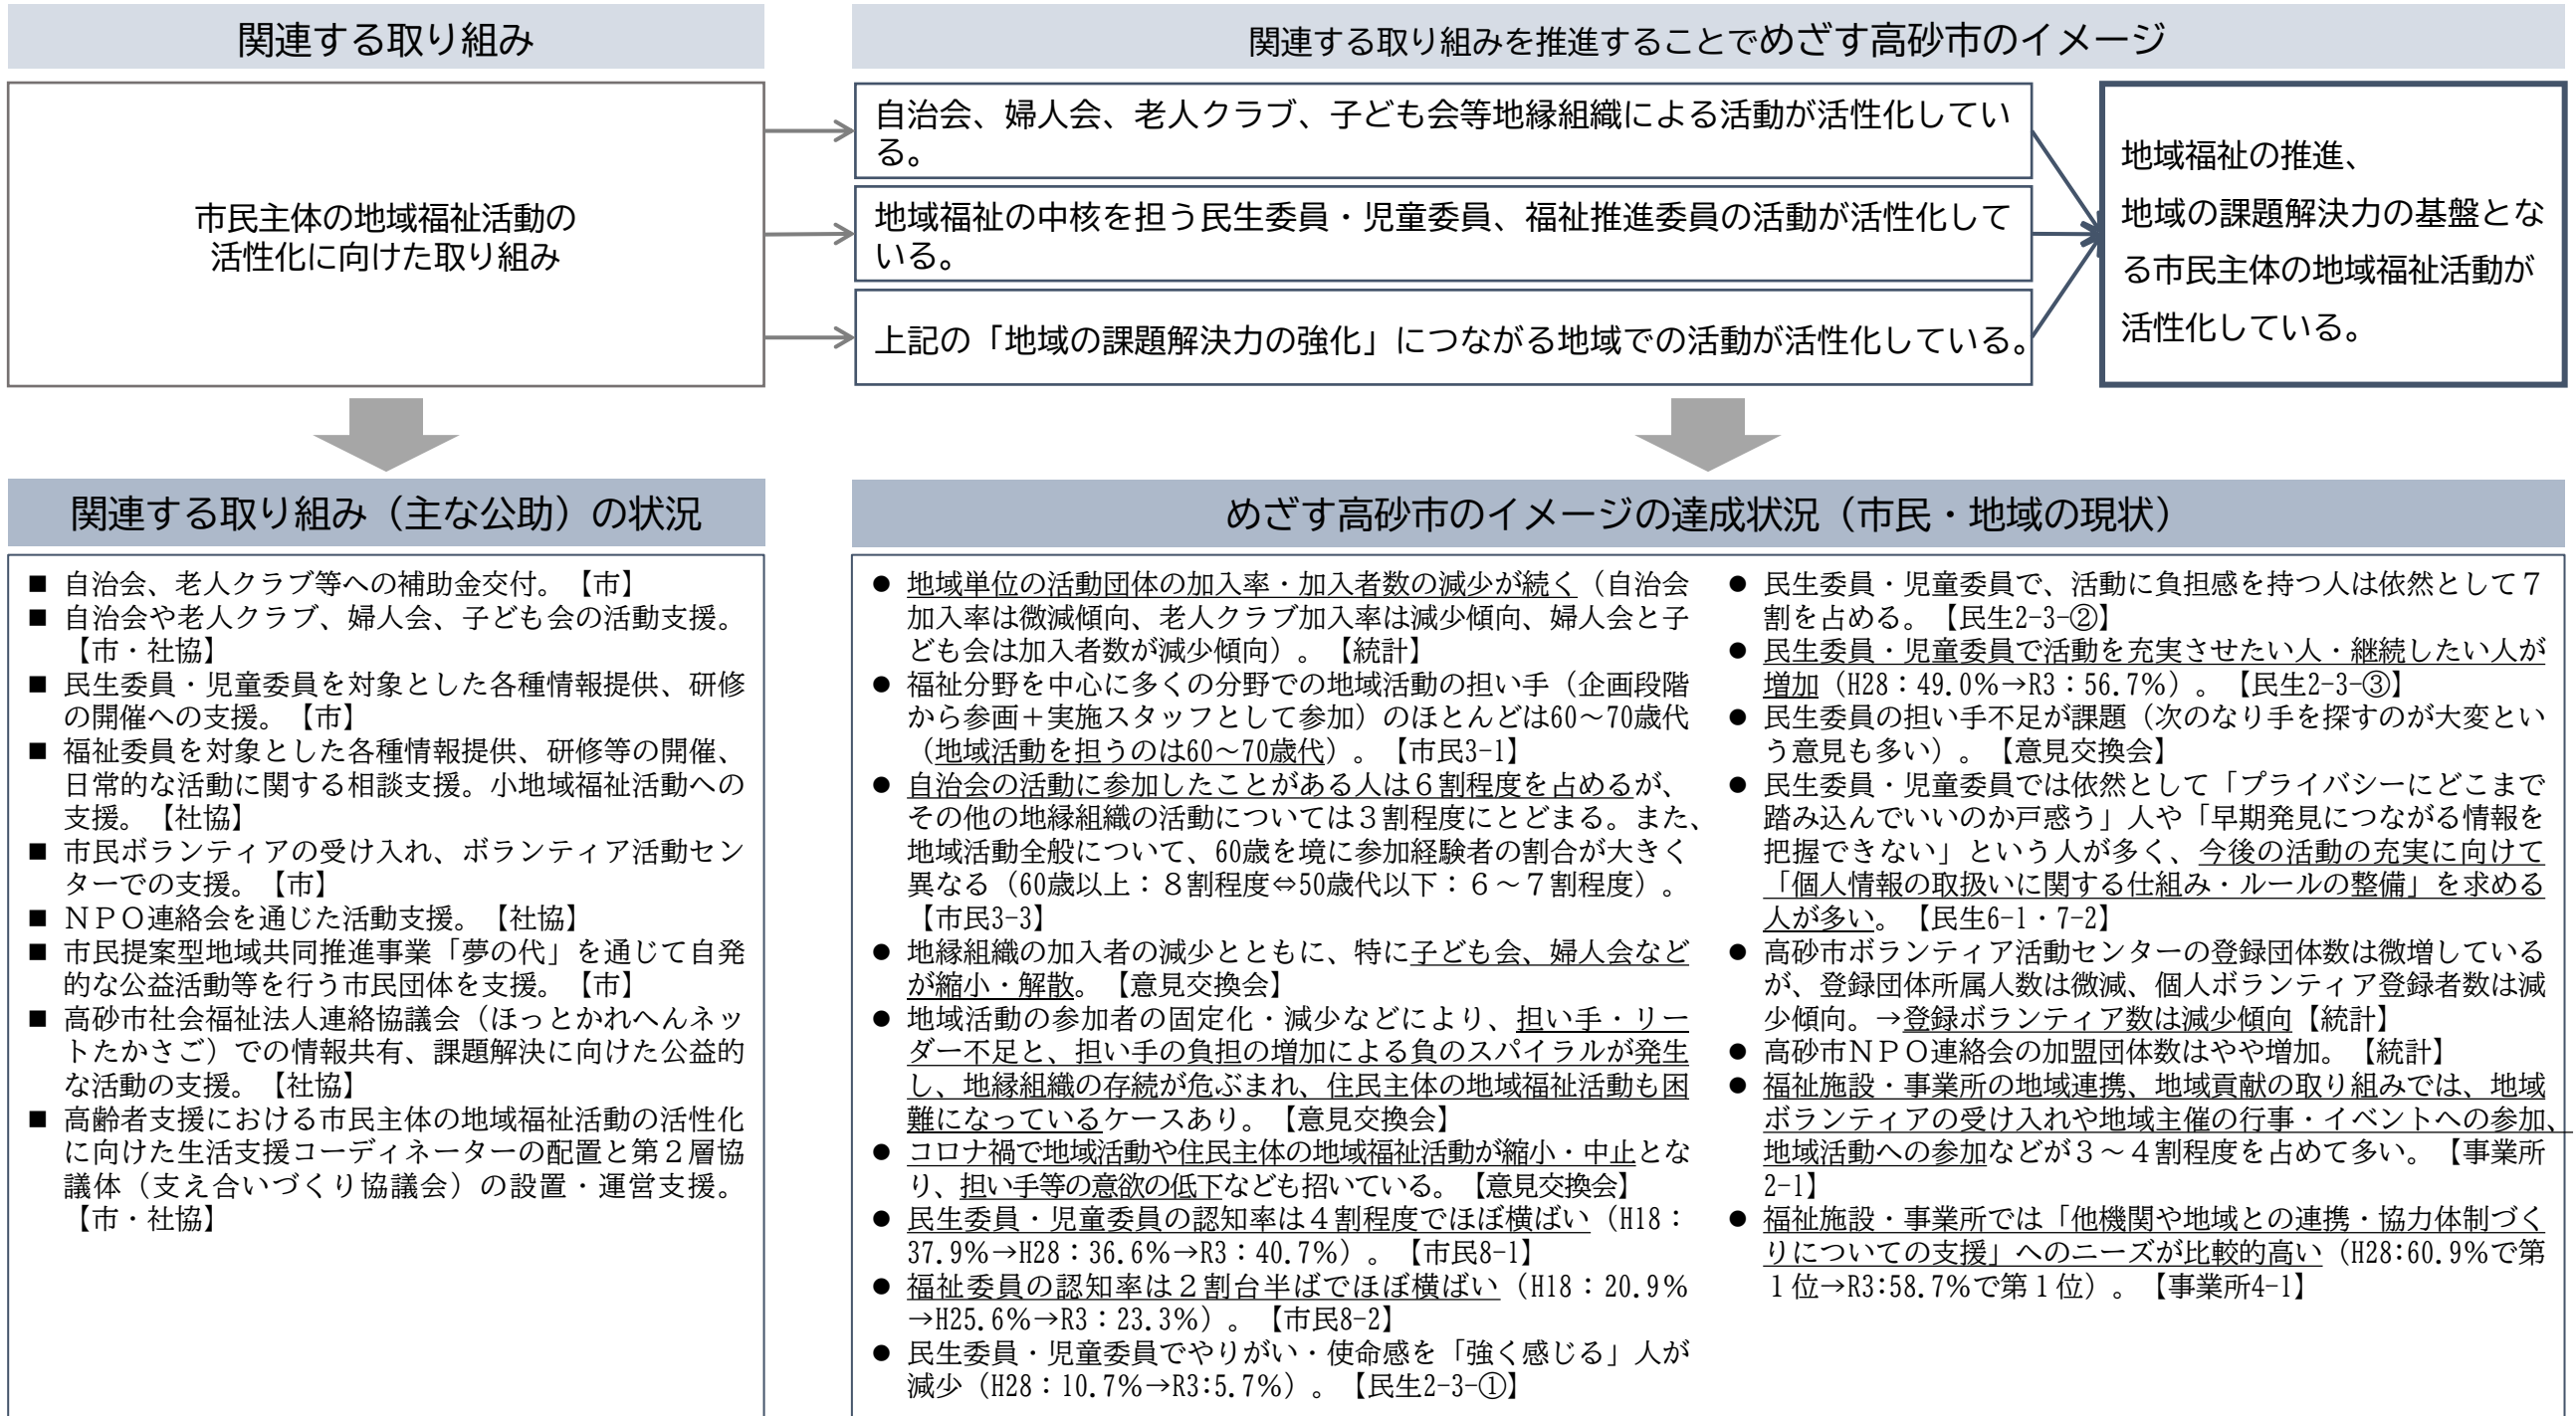 関連する取り組み
関連する取り組みを推進することでめざす高砂市のイメージ
市民主体の地域福祉活動の
活性化に向けた取り組み
自治会、婦人会、老人クラブ、子ども会等地縁組織による活動が活性化してい
る。
地域福祉の中核を担う民生委員・児童委員、福祉推進委員の活動が活性化して
いる。
上記の「地域の課題解決力の強化」につながる地域での活動が活性化している。
地域福祉の推進、
地域の課題解決力の基盤とな
る市民主体の地域福祉活動が
活性化している。
関連する取り組み（主な公助）の状況
■ 自治会、老人クラブ等への補助金交付。【市】
■ 自治会や老人クラブ、婦人会、子ども会の活動支援。
【市・社協】
■ 民生委員・児童委員を対象とした各種情報提供、研修
の開催への支援。【市】
■ 福祉委員を対象とした各種情報提供、研修等の開催、
日常的な活動に関する相談支援。小地域福祉活動への
支援。【社協】
■ 市民ボランティアの受け入れ、ボランティア活動セン
ターでの支援。【市】
■ ＮＰＯ連絡会を通じた活動支援。【社協】
■ 市民提案型地域共同推進事業「夢の代」を通じて自発
的な公益活動等を行う市民団体を支援。【市】
■ 高砂市社会福祉法人連絡協議会（ほっとかれへんネッ
トたかさご）での情報共有、課題解決に向けた公益的
な活動の支援。【社協】
■ 高齢者支援における市民主体の地域福祉活動の活性化
に向けた生活支援コーディネーターの配置と第２層協
議体（支え合いづくり協議会）の設置・運営支援。
【市・社協】
めざす高砂市のイメージの達成状況（市民・地域の現状）
● 地域単位の活動団体の加入率・加入者数の減少が続く（自治会
加入率は微減傾向、老人クラブ加入率は減少傾向、婦人会と子
ども会は加入者数が減少傾向）。【統計】
● 福祉分野を中心に多くの分野での地域活動の担い手（企画段階
から参画＋実施スタッフとして参加）のほとんどは60～70歳代
（地域活動を担うのは60～70歳代）。【市民3-1】
● 自治会の活動に参加したことがある人は６割程度を占めるが、
その他の地縁組織の活動については３割程度にとどまる。また、
地域活動全般について、60歳を境に参加経験者の割合が大きく
異なる（60歳以上：８割程度⇔50歳代以下：６～７割程度）。
【市民3-3】
● 地縁組織の加入者の減少とともに、特に子ども会、婦人会など
が縮小・解散。【意見交換会】
● 地域活動の参加者の固定化・減少などにより、担い手・リー
ダー不足と、担い手の負担の増加による負のスパイラルが発生
し、地縁組織の存続が危ぶまれ、住民主体の地域福祉活動も困
難になっているケースあり。【意見交換会】
● コロナ禍で地域活動や住民主体の地域福祉活動が縮小・中止とな
り、担い手等の意欲の低下なども招いている。【意見交換会】
● 民生委員・児童委員の認知率は４割程度でほぼ横ばい（H18：
37.9%→H28：36.6%→R3：40.7%）。【市民8-1】
● 福祉委員の認知率は２割台半ばでほぼ横ばい（H18：20.9%
→H25.6%→R3：23.3%）。【市民8-2】
● 民生委員・児童委員でやりがい・使命感を「強く感じる」人が
減少（H28：10.7%→R3:5.7%）。【民生2-3-①】
● 民生委員・児童委員で、活動に負担感を持つ人は依然として７
割を占める。【民生2-3-②】
● 民生委員・児童委員で活動を充実させたい人・継続したい人が
増加（H28：49.0%→R3：56.7%）。【民生2-3-③】
● 民生委員の担い手不足が課題（次のなり手を探すのが大変とい
う意見も多い）。【意見交換会】
● 民生委員・児童委員では依然として「プライバシーにどこまで
踏み込んでいいのか戸惑う」人や「早期発見につながる情報を
把握できない」という人が多く、今後の活動の充実に向けて
「個人情報の取扱いに関する仕組み・ルールの整備」を求める
人が多い。【民生6-1・7-2】
● 高砂市ボランティア活動センターの登録団体数は微増している
が、登録団体所属人数は微減、個人ボランティア登録者数は減
少傾向。→登録ボランティア数は減少傾向【統計】
● 高砂市ＮＰＯ連絡会の加盟団体数はやや増加。【統計】
● 福祉施設・事業所の地域連携、地域貢献の取り組みでは、地域
ボランティアの受け入れや地域主催の行事・イベントへの参加、
地域活動への参加などが３～４割程度を占めて多い。【事業所
2-1】
● 福祉施設・事業所では「他機関や地域との連携・協力体制づく
りについての支援」へのニーズが比較的高い（H28:60.9%で第
１位→R3:58.7%で第１位）。【事業所4-1】